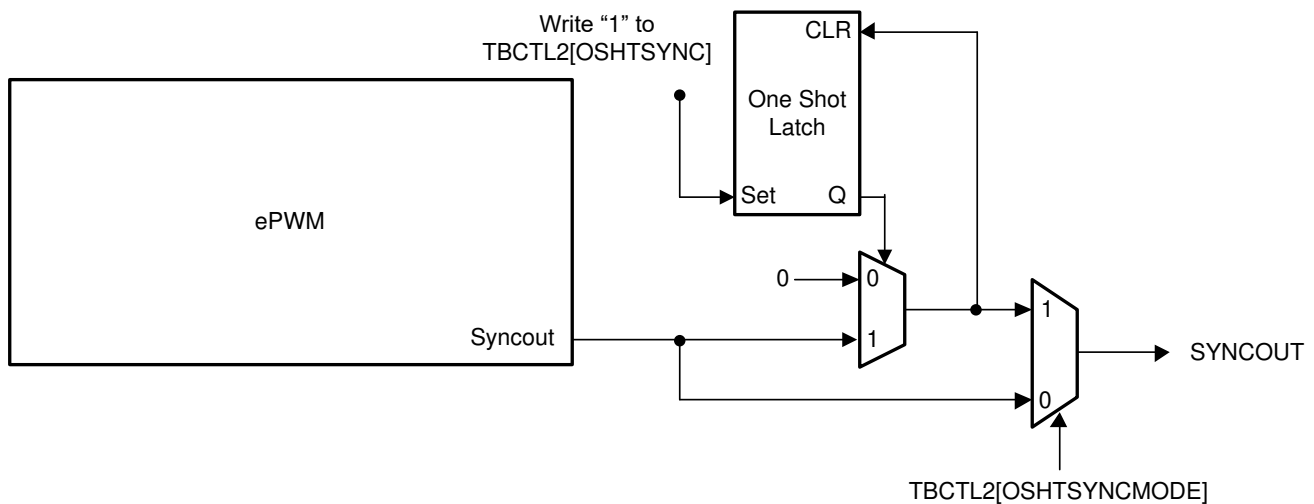 Write “1” to
TBCTL2[OSHTSYNC]
CLR
One Shot
Latch
Set
Q
ePWM
0
0
Syncout
1
1
SYNCOUT
0
TBCTL2[OSHTSYNCMODE]